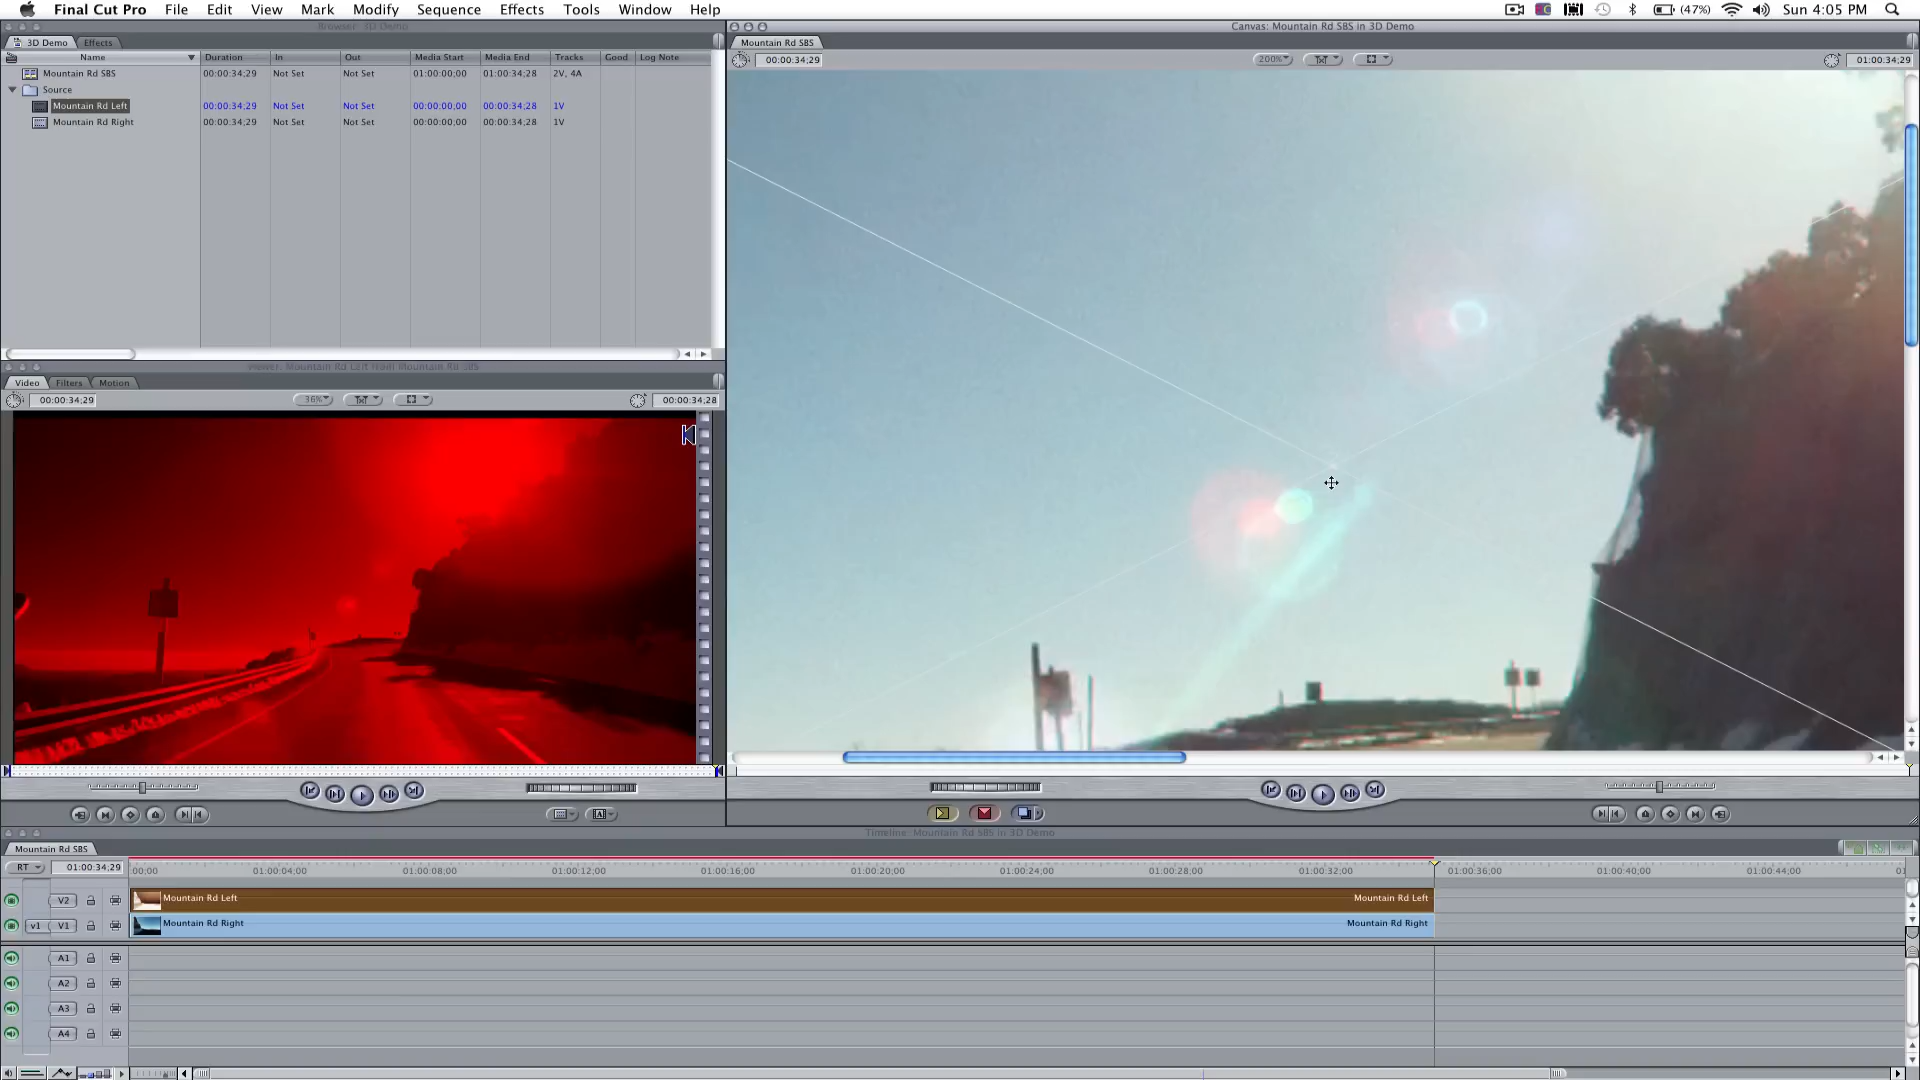 Final Cut Pro File Edit View Mark Modify Sequence Effects Tools Window Help (47%) Sun 4:05 PM
Browser: 3D Demo
3D Demo Effects
Name Duration In Out Media Start Media End Tracks Good Log Note
Mountain Rd SBS 00:00:34;29 Not Set Not Set 01:00:00;00 01:00:34;28 2V, 4A
Source
Mountain Rd Left 00:00:34;29 Not Set Not Set 00:00:00;00 00:00:34;28 1V
Mountain Rd Right 00:00:34;29 Not Set Not Set 00:00:00;00 00:00:34;28 1V
Viewer: Mountain Rd Left from Mountain Rd SBS
Video Filters Motion
00:00:34;29 36% 00:00:34;28
Canvas: Mountain Rd SBS in 3D Demo
Mountain Rd SBS
00:00:34;29 200% 01:00:34;29
Timeline: Mountain Rd SBS in 3D Demo
Mountain Rd SBS
RT 01:00:34;29 :00:00 01:00:04;00 01:00:08;00 01:00:12;00 01:00:16;00 01:00:20;00 01:00:24;00 01:00:28;00 01:00:32;00 01:00:36;00 01:00:40;00 01:00:44;00
V2 Mountain Rd Left Mountain Rd Left
v1 V1 Mountain Rd Right Mountain Rd Right
A1
A2
A3
A4